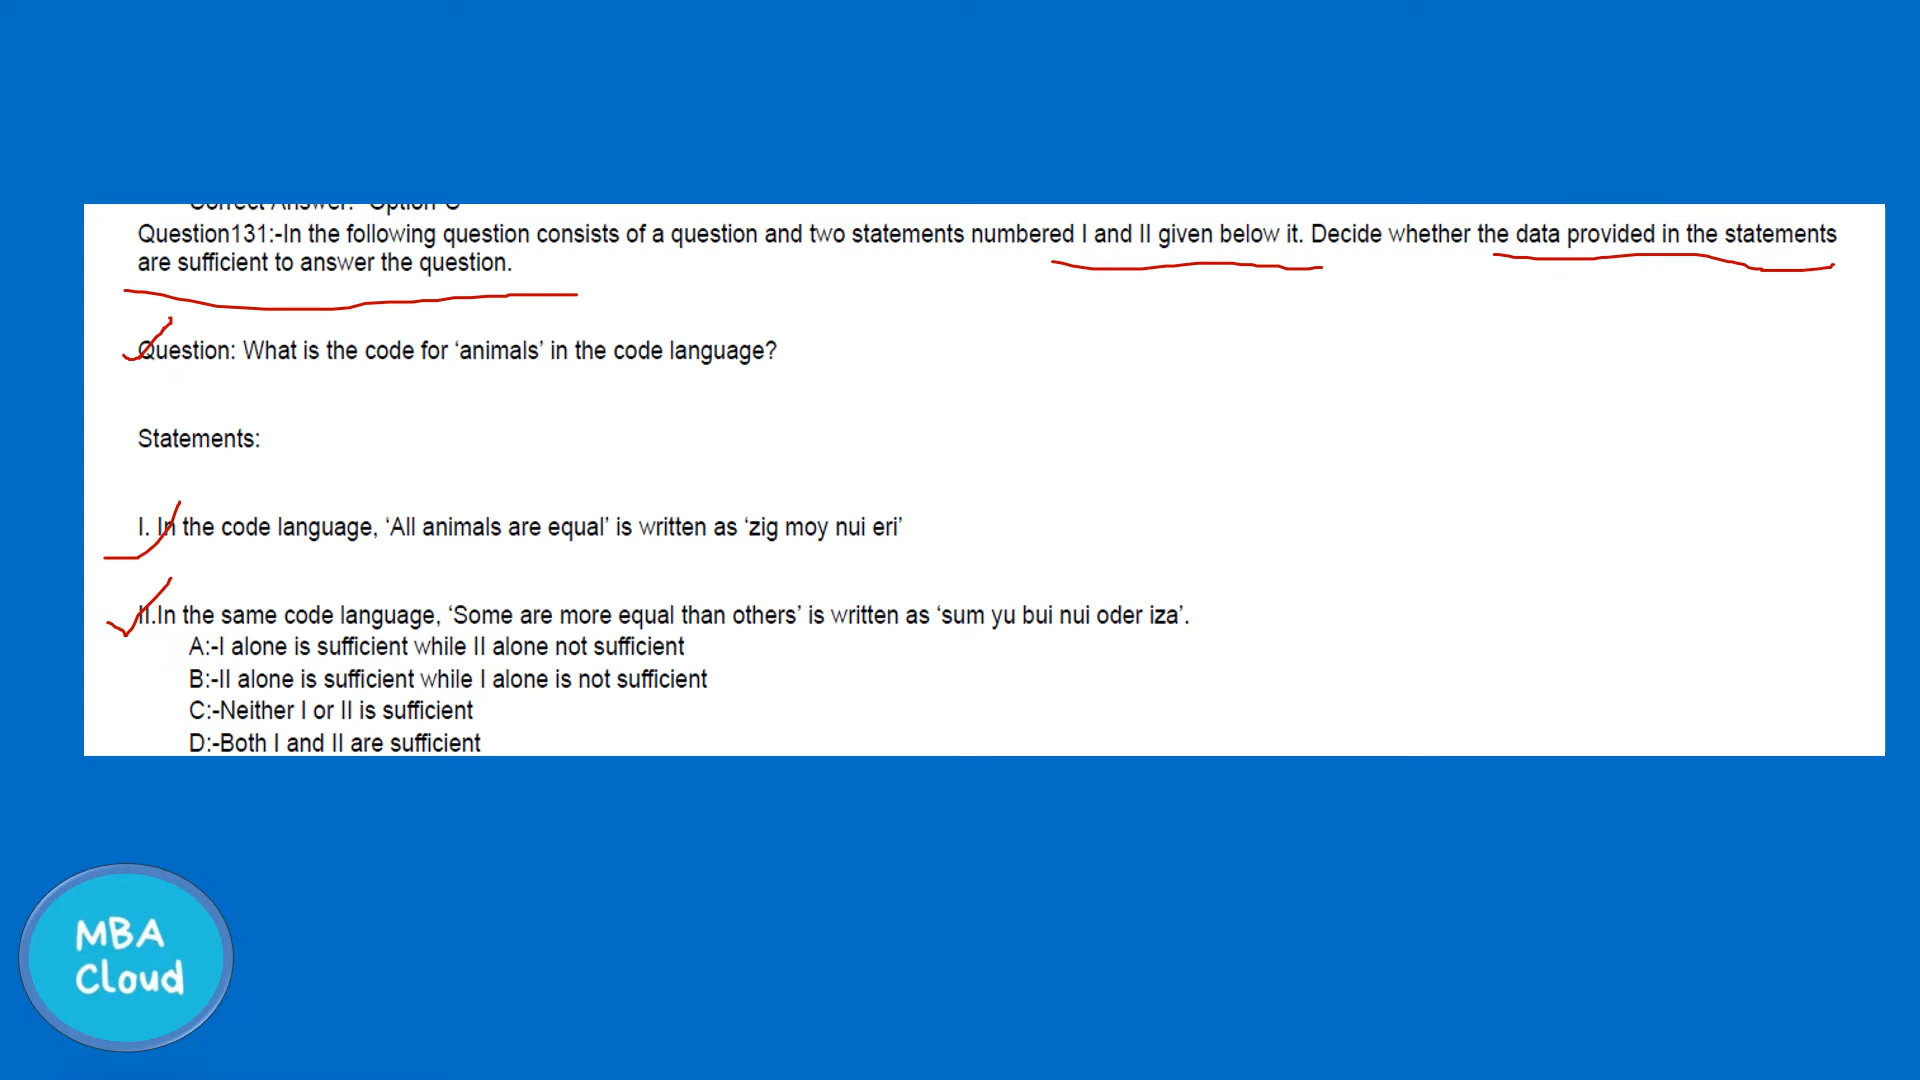 Correct Answer:- Option-C
Question131:-In the following question consists of a question and two statements numbered I and II given below it. Decide whether the data provided in the statements
are sufficient to answer the question.
Question: What is the code for ‘animals’ in the code language?
Statements:
I. In the code language, ‘All animals are equal’ is written as ‘zig moy nui eri’
II.In the same code language, ‘Some are more equal than others’ is written as ‘sum yu bui nui oder iza’.
A:-I alone is sufficient while II alone not sufficient
B:-II alone is sufficient while I alone is not sufficient
C:-Neither I or II is sufficient
D:-Both I and II are sufficient
MBA
Cloud